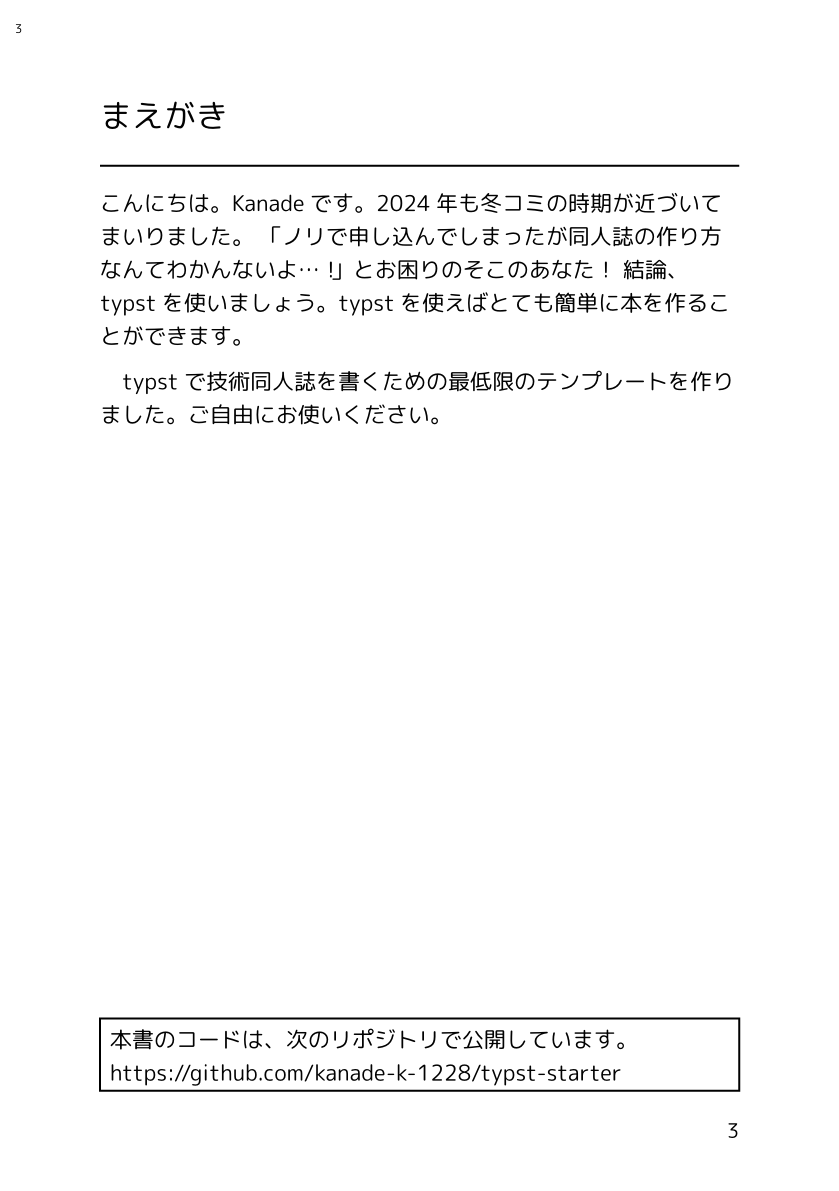 3
まえがき
こんにちは。Kanade です。2024 年も冬コミの時期が近づいて
まいりました。 「ノリで申し込んでしまったが同人誌の作り方
なんてわかんないよ… !」とお困りのそこのあなた！ 結論、
typst を使いましょう。typst を使えばとても簡単に本を作るこ
とができます。
　typst で技術同人誌を書くための最低限のテンプレートを作り
ました。ご自由にお使いください。
本書のコードは、次のリポジトリで公開しています。
https://github.com/kanade-k-1228/typst-starter
3